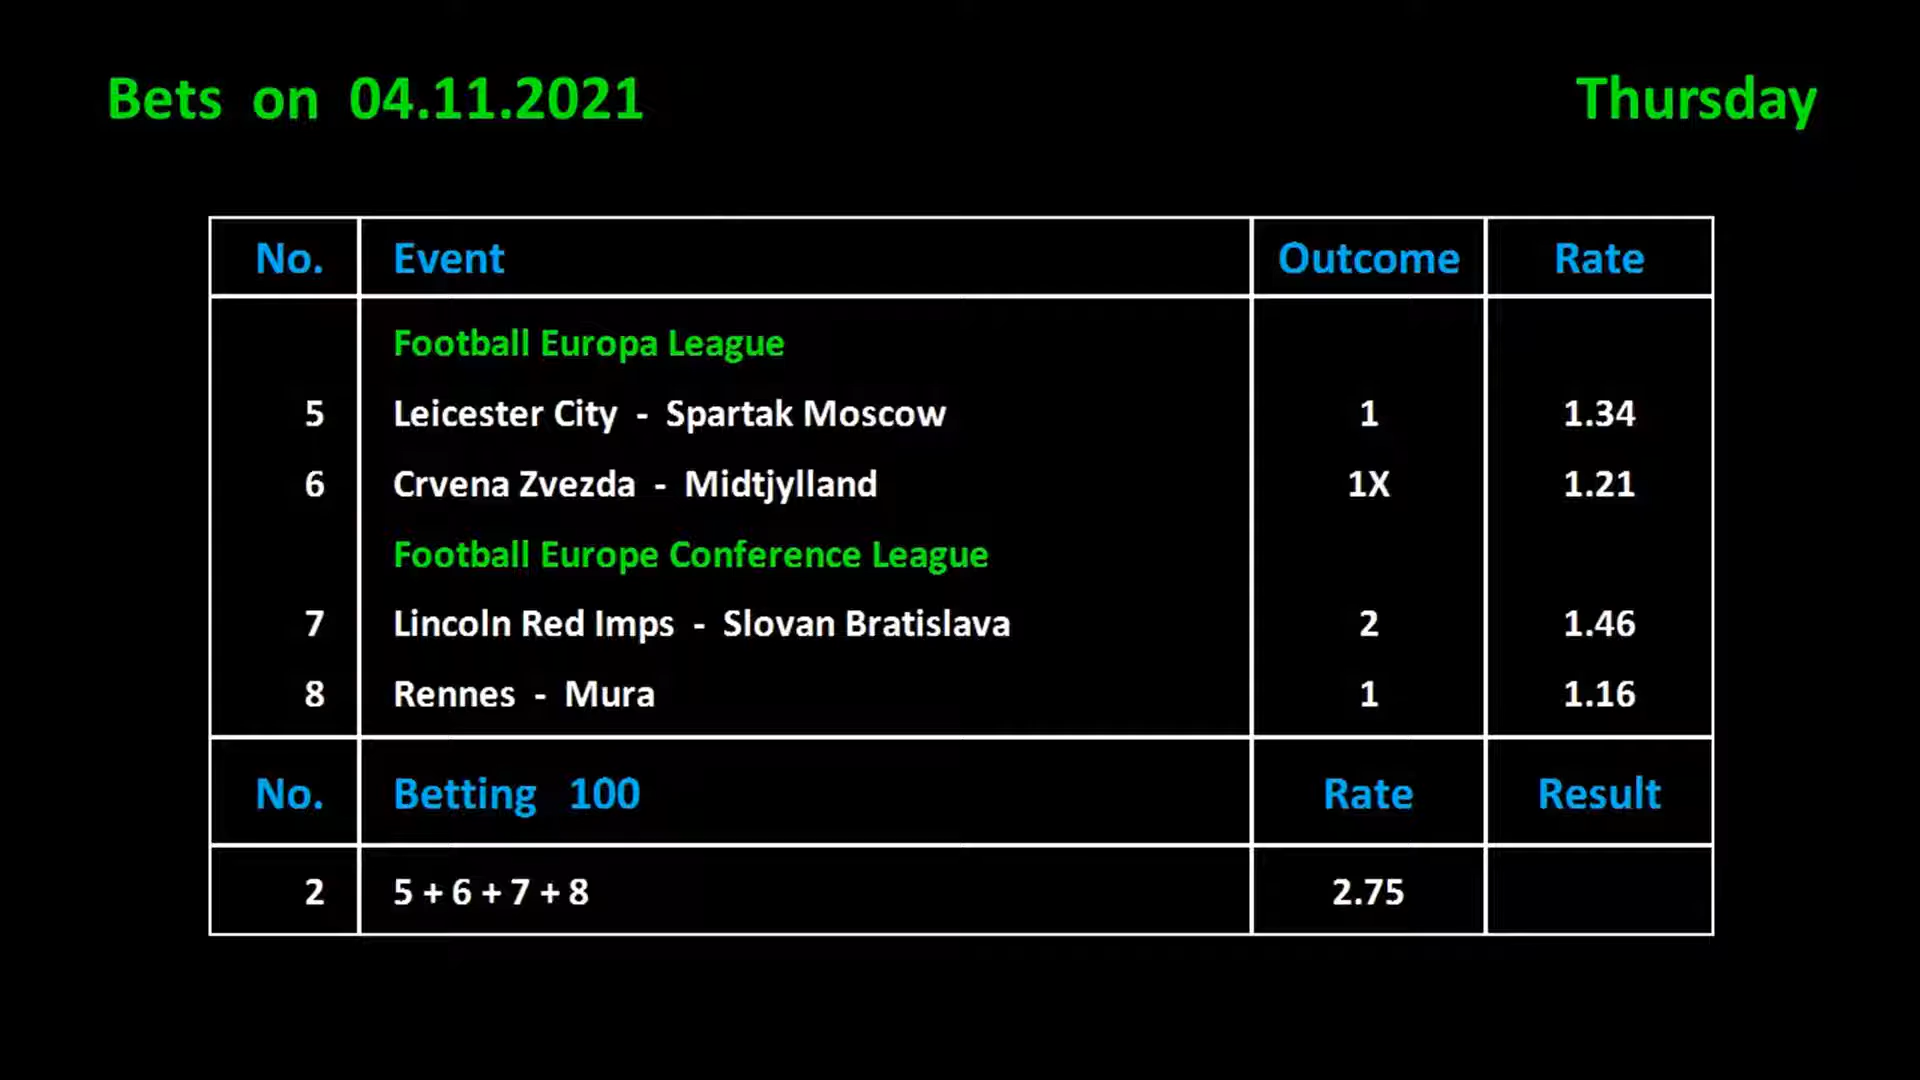 Bets on 04.11.2021 Thursday
No. Event Outcome Rate
Football Europa League
5 Leicester City - Spartak Moscow 1 1.34
6 Crvena Zvezda - Midtjylland 1X 1.21
Football Europe Conference League
7 Lincoln Red Imps - Slovan Bratislava 2 1.46
8 Rennes - Mura 1 1.16
No. Betting 100 Rate Result
2 5 + 6 + 7 + 8 2.75